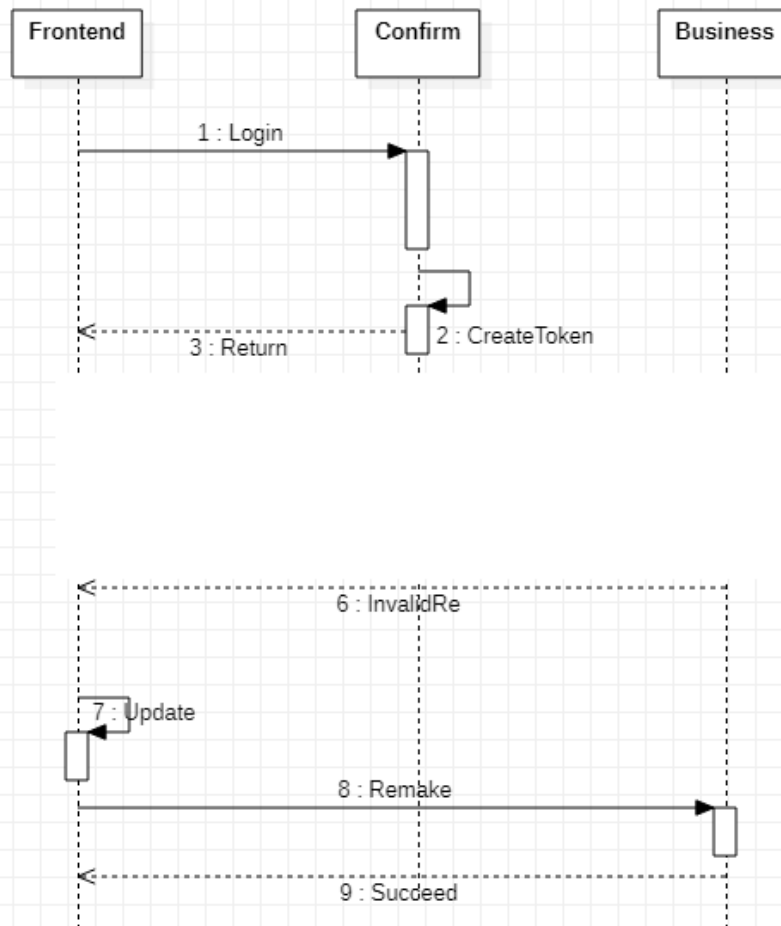 Frontend
Confirm
Business
1 : Login
2 : CreateToken
3 : Return
6 : InvalidRe
7 : Update
8 : Remake
9 : Succeed